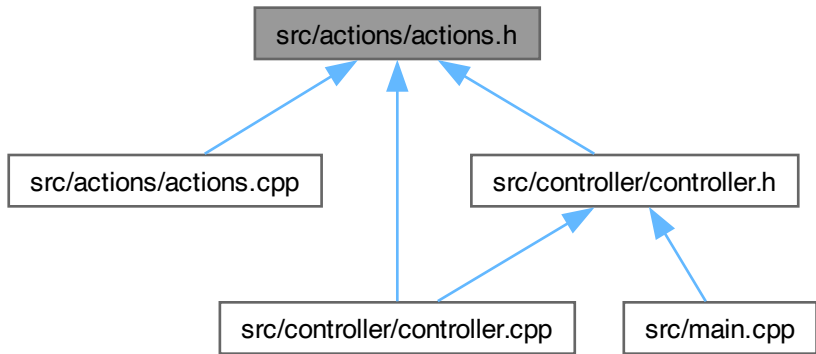 src/actions/actions.h
src/actions/actions.cpp
src/controller/controller.h
src/controller/controller.cpp
src/main.cpp